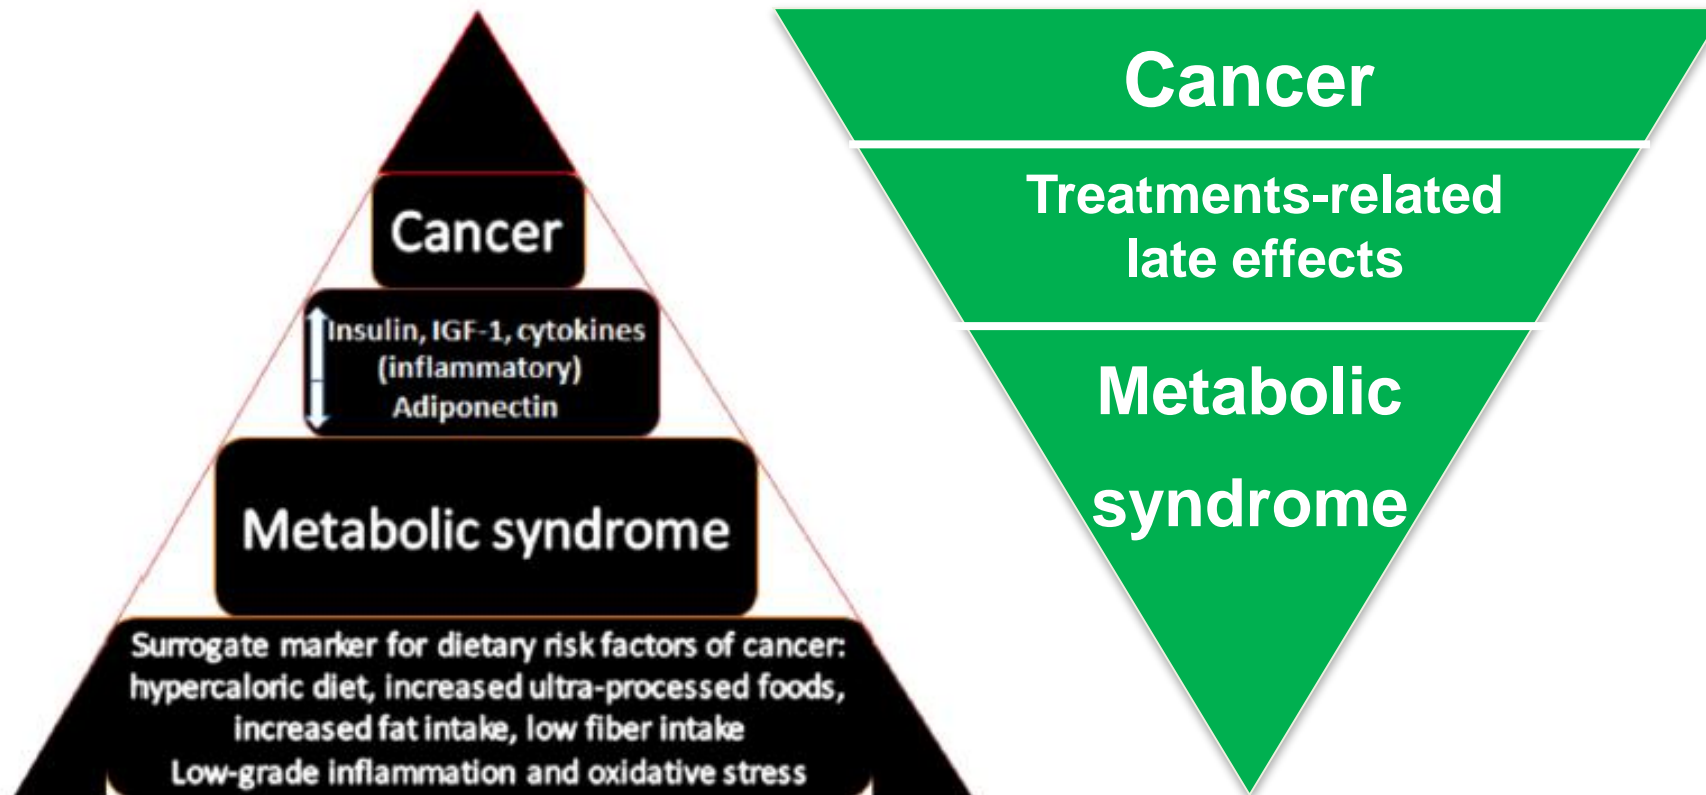 Cancer
Insulin, IGF-1, cytokines
(inflammatory)
Adiponectin
Metabolic syndrome
Surrogate marker for dietary risk factors of cancer:
hypercaloric diet, increased ultra-processed foods,
increased fat intake, low fiber intake
Low-grade inflammation and oxidative stress
Cancer
Treatments-related
late effects
Metabolic
syndrome